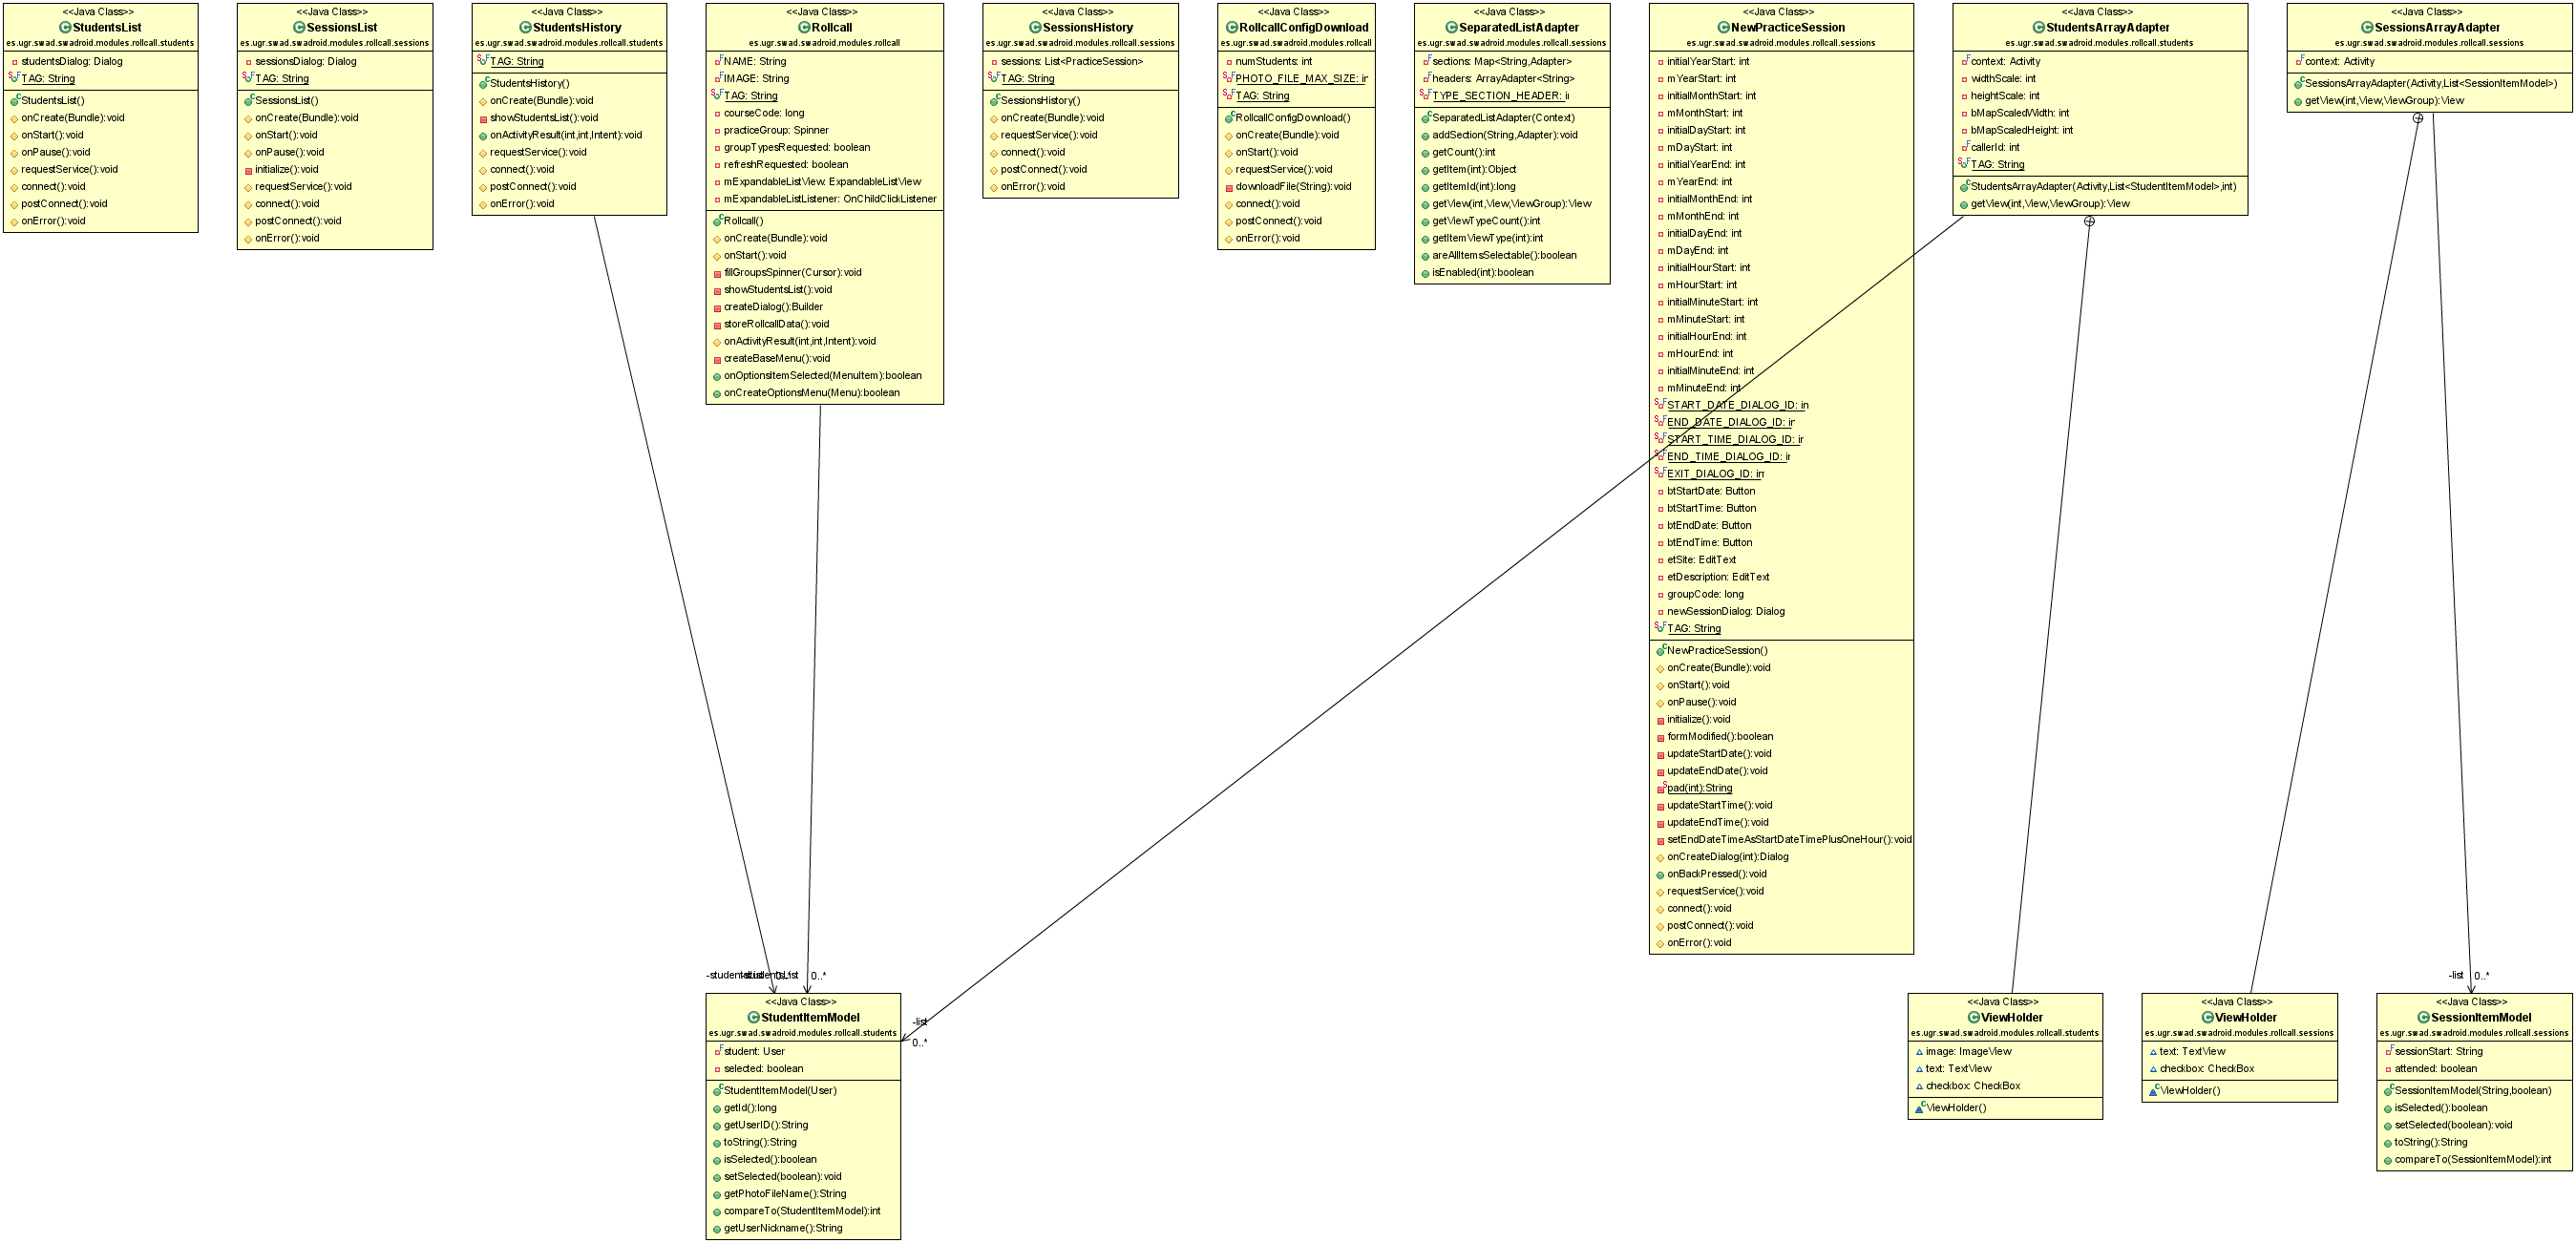 <<Java Class>>
StudentsList
es.ugr.swad.swadroid.modules.rollcall.students
studentsDialog: Dialog
TAG: String
StudentsList()
onCreate(Bundle):void
onStart():void
onPause():void
requestService():void
connect():void
postConnect():void
onError():void
<<Java Class>>
SessionsList
es.ugr.swad.swadroid.modules.rollcall.sessions
sessionsDialog: Dialog
TAG: String
SessionsList()
onCreate(Bundle):void
onStart():void
onPause():void
initialize():void
requestService():void
connect():void
postConnect():void
onError():void
<<Java Class>>
StudentsHistory
es.ugr.swad.swadroid.modules.rollcall.students
TAG: String
StudentsHistory()
onCreate(Bundle):void
showStudentsList():void
onActivityResult(int,int,Intent):void
requestService():void
connect():void
postConnect():void
onError():void
<<Java Class>>
Rollcall
es.ugr.swad.swadroid.modules.rollcall
NAME: String
IMAGE: String
TAG: String
courseCode: long
practiceGroup: Spinner
groupTypesRequested: boolean
refreshRequested: boolean
mExpandableListView: ExpandableListView
mExpandableListListener: OnChildClickListener
Rollcall()
onCreate(Bundle):void
onStart():void
fillGroupsSpinner(Cursor):void
showStudentsList():void
createDialog():Builder
storeRollcallData():void
onActivityResult(int,int,Intent):void
createBaseMenu():void
onOptionsItemSelected(MenuItem):boolean
onCreateOptionsMenu(Menu):boolean
<<Java Class>>
SessionsHistory
es.ugr.swad.swadroid.modules.rollcall.sessions
sessions: List<PracticeSession>
TAG: String
SessionsHistory()
onCreate(Bundle):void
requestService():void
connect():void
postConnect():void
onError():void
<<Java Class>>
RollcallConfigDownload
es.ugr.swad.swadroid.modules.rollcall
numStudents: int
PHOTO_FILE_MAX_SIZE: in
TAG: String
RollcallConfigDownload()
onCreate(Bundle):void
onStart():void
requestService():void
downloadFile(String):void
connect():void
postConnect():void
onError():void
<<Java Class>>
SeparatedListAdapter
es.ugr.swad.swadroid.modules.rollcall.sessions
sections: Map<String,Adapter>
headers: ArrayAdapter<String>
TYPE_SECTION_HEADER: i
SeparatedListAdapter(Context)
addSection(String,Adapter):void
getCount():int
getItem(int):Object
getItemId(int):long
getView(int,View,ViewGroup):View
getViewTypeCount():int
getItemViewType(int):int
areAllItemsSelectable():boolean
isEnabled(int):boolean
<<Java Class>>
NewPracticeSession
es.ugr.swad.swadroid.modules.rollcall.sessions
initialYearStart: int
mYearStart: int
initialMonthStart: int
mMonthStart: int
initialDayStart: int
mDayStart: int
initialYearEnd: int
mYearEnd: int
initialMonthEnd: int
mMonthEnd: int
initialDayEnd: int
mDayEnd: int
initialHourStart: int
mHourStart: int
initialMinuteStart: int
mMinuteStart: int
initialHourEnd: int
mHourEnd: int
initialMinuteEnd: int
mMinuteEnd: int
START_DATE_DIALOG_ID: in
END_DATE_DIALOG_ID: in
START_TIME_DIALOG_ID: in
END_TIME_DIALOG_ID: in
EXIT_DIALOG_ID: in
btStartDate: Button
btStartTime: Button
btEndDate: Button
btEndTime: Button
etSite: EditText
etDescription: EditText
groupCode: long
newSessionDialog: Dialog
TAG: String
NewPracticeSession()
onCreate(Bundle):void
onStart():void
onPause():void
initialize():void
formModified():boolean
updateStartDate():void
updateEndDate():void
pad(int):String
updateStartTime():void
updateEndTime():void
setEndDateTimeAsStartDateTimePlusOneHour():void
onCreateDialog(int):Dialog
onBackPressed():void
requestService():void
connect():void
postConnect():void
onError():void
<<Java Class>>
StudentsArrayAdapter
es.ugr.swad.swadroid.modules.rollcall.students
context: Activity
widthScale: int
heightScale: int
bMapScaledWidth: int
bMapScaledHeight: int
callerId: int
TAG: String
StudentsArrayAdapter(Activity,List<StudentItemModel>,int)
getView(int,View,ViewGroup):View
<<Java Class>>
SessionsArrayAdapter
es.ugr.swad.swadroid.modules.rollcall.sessions
context: Activity
SessionsArrayAdapter(Activity,List<SessionItemModel>)
getView(int,View,ViewGroup):View
-studentsList 0..*
-studentsList 0..*
-list
0..*
-list 0..*
<<Java Class>>
StudentItemModel
es.ugr.swad.swadroid.modules.rollcall.students
student: User
selected: boolean
StudentItemModel(User)
getId():long
getUserID():String
toString():String
isSelected():boolean
setSelected(boolean):void
getPhotoFileName():String
compareTo(StudentItemModel):int
getUserNickname():String
<<Java Class>>
ViewHolder
es.ugr.swad.swadroid.modules.rollcall.students
image: ImageView
text: TextView
checkbox: CheckBox
ViewHolder()
<<Java Class>>
ViewHolder
es.ugr.swad.swadroid.modules.rollcall.sessions
text: TextView
checkbox: CheckBox
ViewHolder()
<<Java Class>>
SessionItemModel
es.ugr.swad.swadroid.modules.rollcall.sessions
sessionStart: String
attended: boolean
SessionItemModel(String,boolean)
isSelected():boolean
setSelected(boolean):void
toString():String
compareTo(SessionItemModel):int